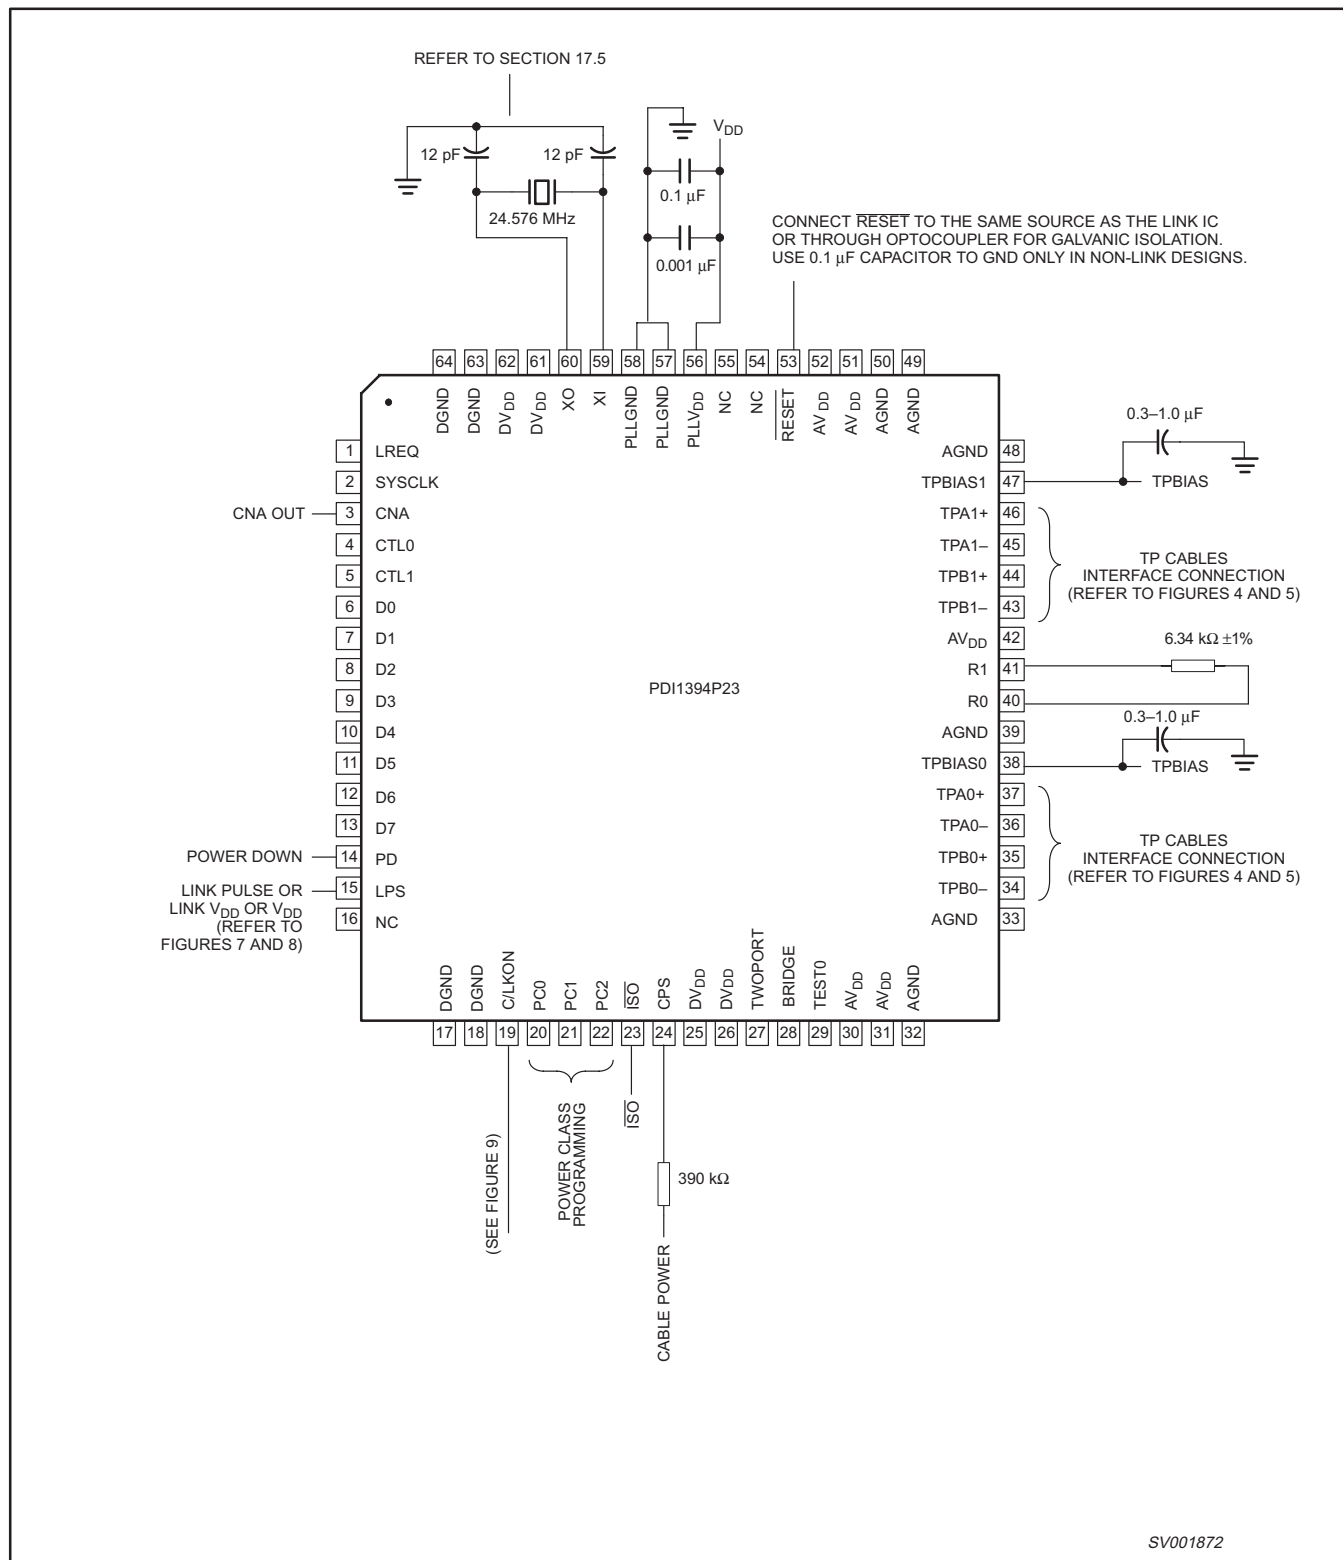 REFER TO SECTION 17.5
VDD
12 pF
12 pF
0.1 µF
24.576 MHz
0.001 µF
CONNECT RESET TO THE SAME SOURCE AS THE LINK IC
OR THROUGH OPTOCOUPLER FOR GALVANIC ISOLATION.
USE 0.1 µF CAPACITOR TO GND ONLY IN NON-LINK DESIGNS.
64 63 62 61 60 59 58 57 56 55 54 53 52 51 50 49
DGND
DGND
DVDD
DVDD
XO
XI
PLLGND
PLLGND
PLLVDD
NC
NC
RESET
AVDD
AVDD
AGND
AGND
1 LREQ
2 SYSCLK
CNA OUT 3 CNA
4 CTL0
5 CTL1
6 D0
7 D1
8 D2
9 D3
10 D4
11 D5
12 D6
13 D7
POWER DOWN 14 PD
15 LPS
16 NC
LINK PULSE OR
LINK VDD OR VDD
(REFER TO
FIGURES 7 AND 8)
PDI1394P23
AGND 48
TPBIAS1 47
TPA1+ 46
TPA1– 45
TPB1+ 44
TPB1– 43
AVDD 42
R1 41
R0 40
AGND 39
TPBIAS0 38
TPA0+ 37
TPA0– 36
TPB0+ 35
TPB0– 34
AGND 33
0.3–1.0 µF
TPBIAS
TP CABLES
INTERFACE CONNECTION
(REFER TO FIGURES 4 AND 5)
6.34 kΩ ±1%
0.3–1.0 µF
TPBIAS
TP CABLES
INTERFACE CONNECTION
(REFER TO FIGURES 4 AND 5)
DGND
DGND
C/LKON
PC0
PC1
PC2
ISO
CPS
DVDD
DVDD
TWOPORT
BRIDGE
TEST0
AVDD
AVDD
AGND
17 18 19 20 21 22 23 24 25 26 27 28 29 30 31 32
(SEE FIGURE 9)
POWER CLASS
PROGRAMMING
ISO
390 kΩ
CABLE POWER
SV001872